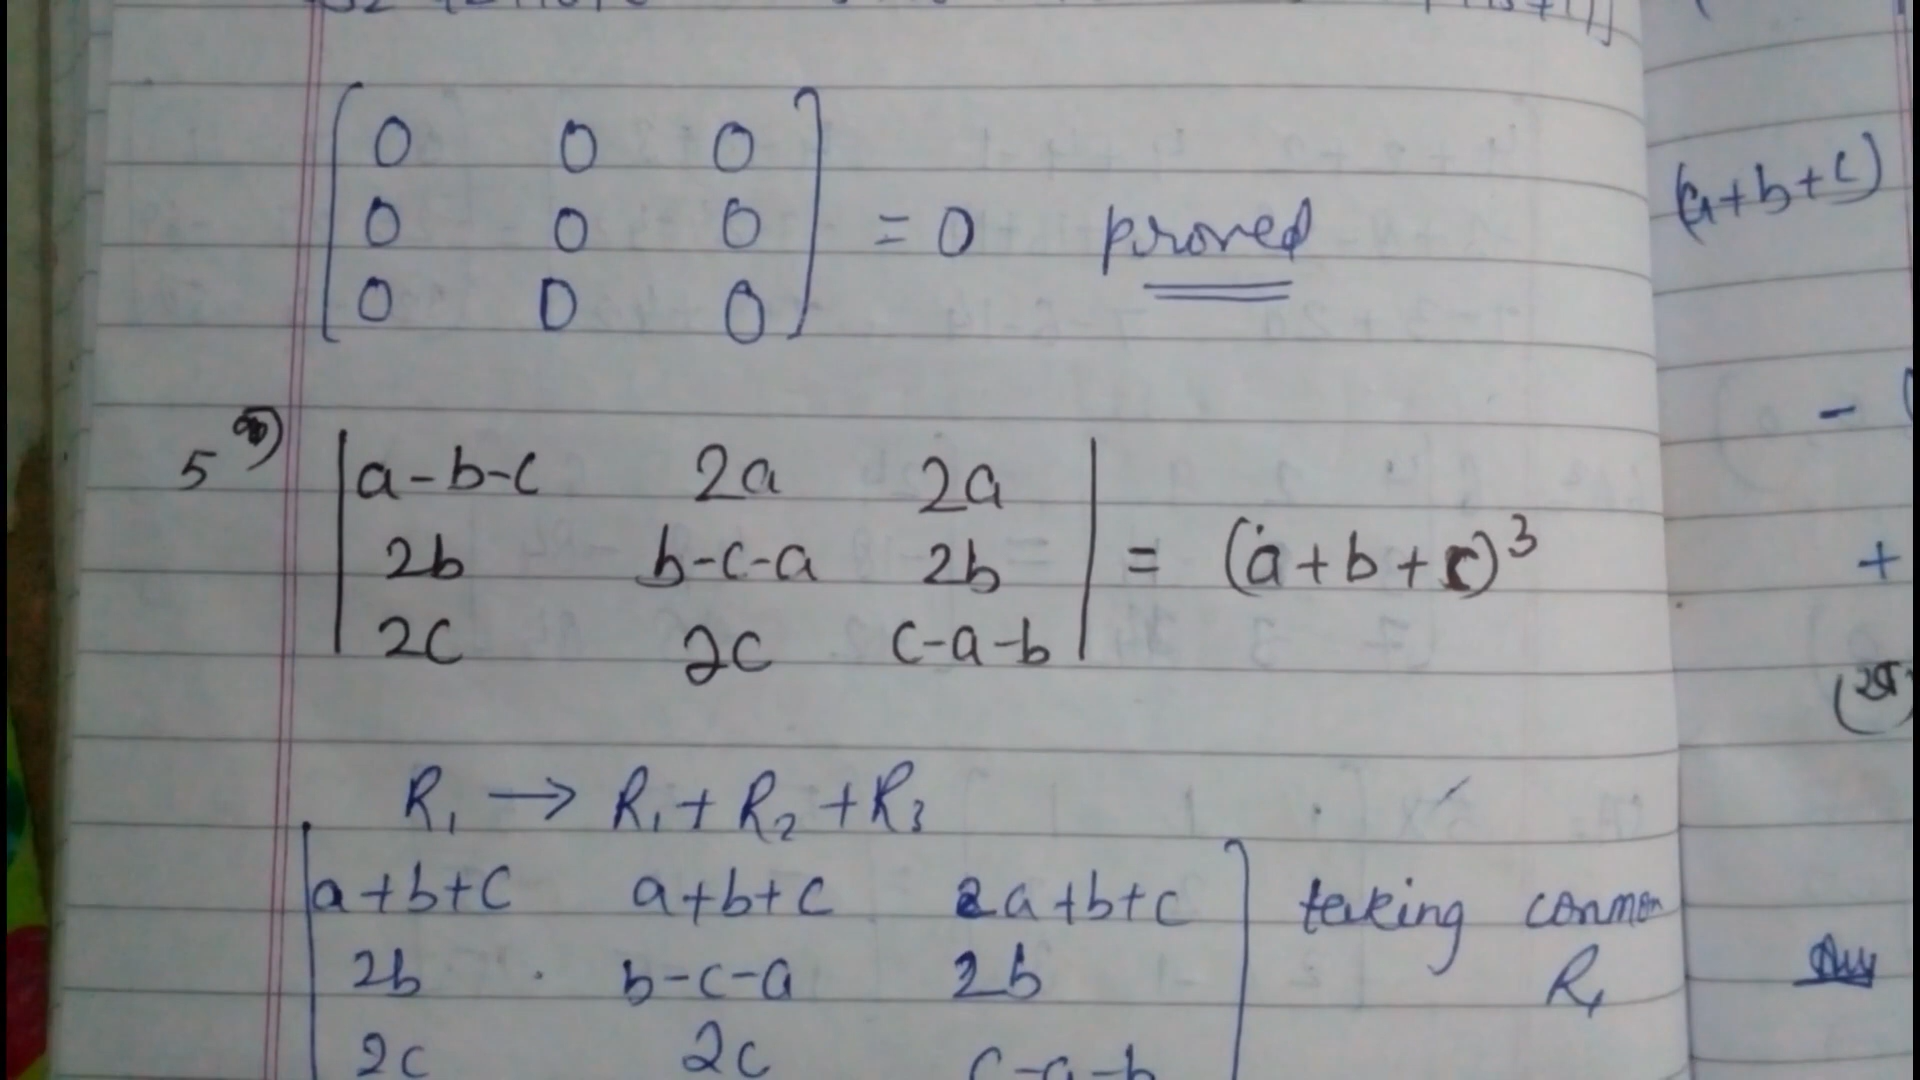 0 0 0
0 0 0 = 0 proved
0 0 0
(a+b+c)
5
a-b-c 2a 2a
2b b-c-a 2b = (a+b+c)³
2c 2c c-a-b
-
+
R₁ → R₁ + R₂ + R₃
a+b+c a+b+c a+b+c taking common
2b b-c-a 2b R₁
2c 2c c-a-b